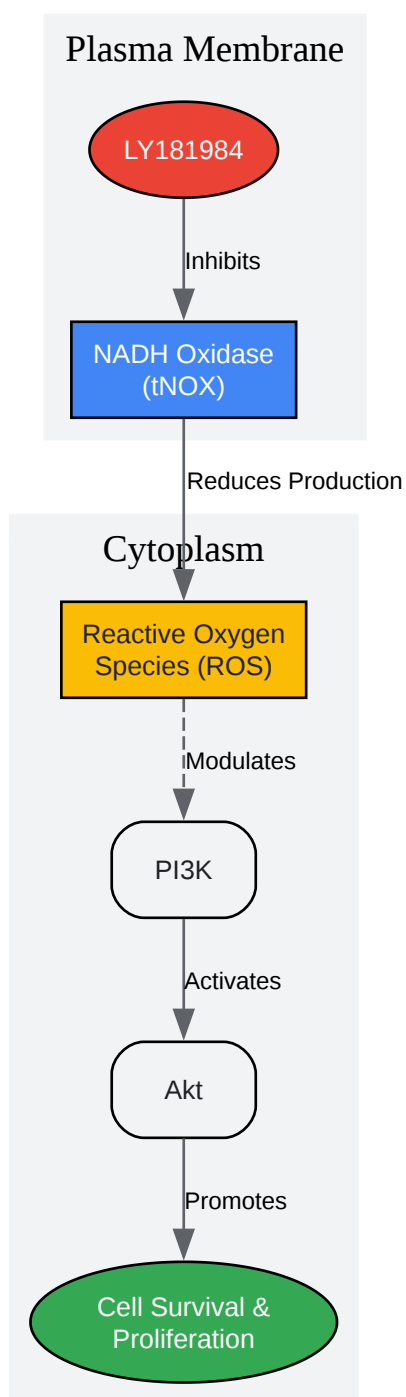 Plasma Membrane
LY181984
Inhibits
NADH Oxidase
(tNOX)
Reduces Production
Cytoplasm
Reactive Oxygen
Species (ROS)
Modulates
PI3K
Activates
Akt
Promotes
Cell Survival &
Proliferation